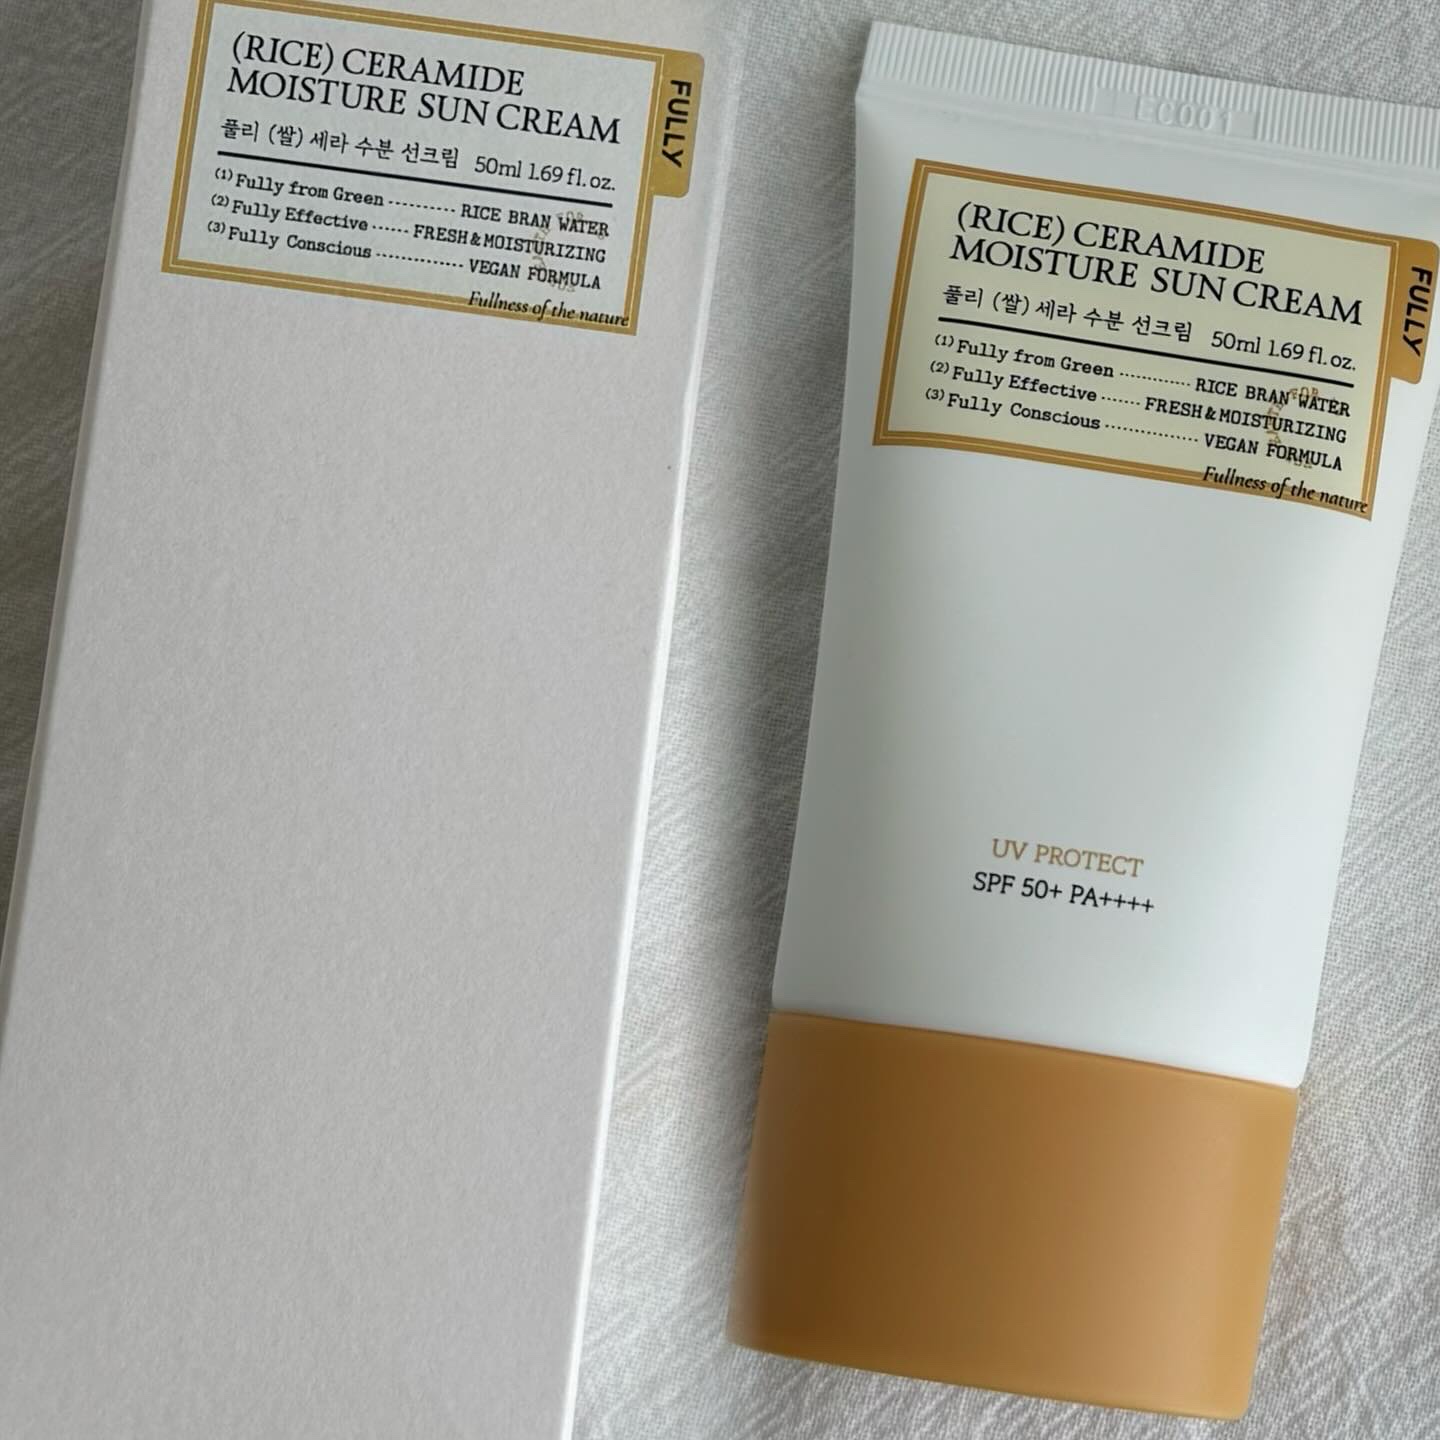 (RICE) CERAMIDE
MOISTURE SUN CREAM
풀리 (쌀) 세라 수분 선크림 50ml 1.69 fl. oz.
(1) Fully from Green ---------- RICE BRAN WATER
(2) Fully Effective ------ FRESH & MOISTURIZING
(3) Fully Conscious ------------- VEGAN FORMULA
Fullness of the nature
FULLY
(RICE) CERAMIDE
MOISTURE SUN CREAM
풀리 (쌀) 세라 수분 선크림 50ml 1.69 fl. oz.
(1) Fully from Green ----------- RICE BRAN WATER
(2) Fully Effective ------- FRESH & MOISTURIZING
(3) Fully Conscious --------------- VEGAN FORMULA
Fullness of the nature
FULLY
UV PROTECT
SPF 50+ PA++++